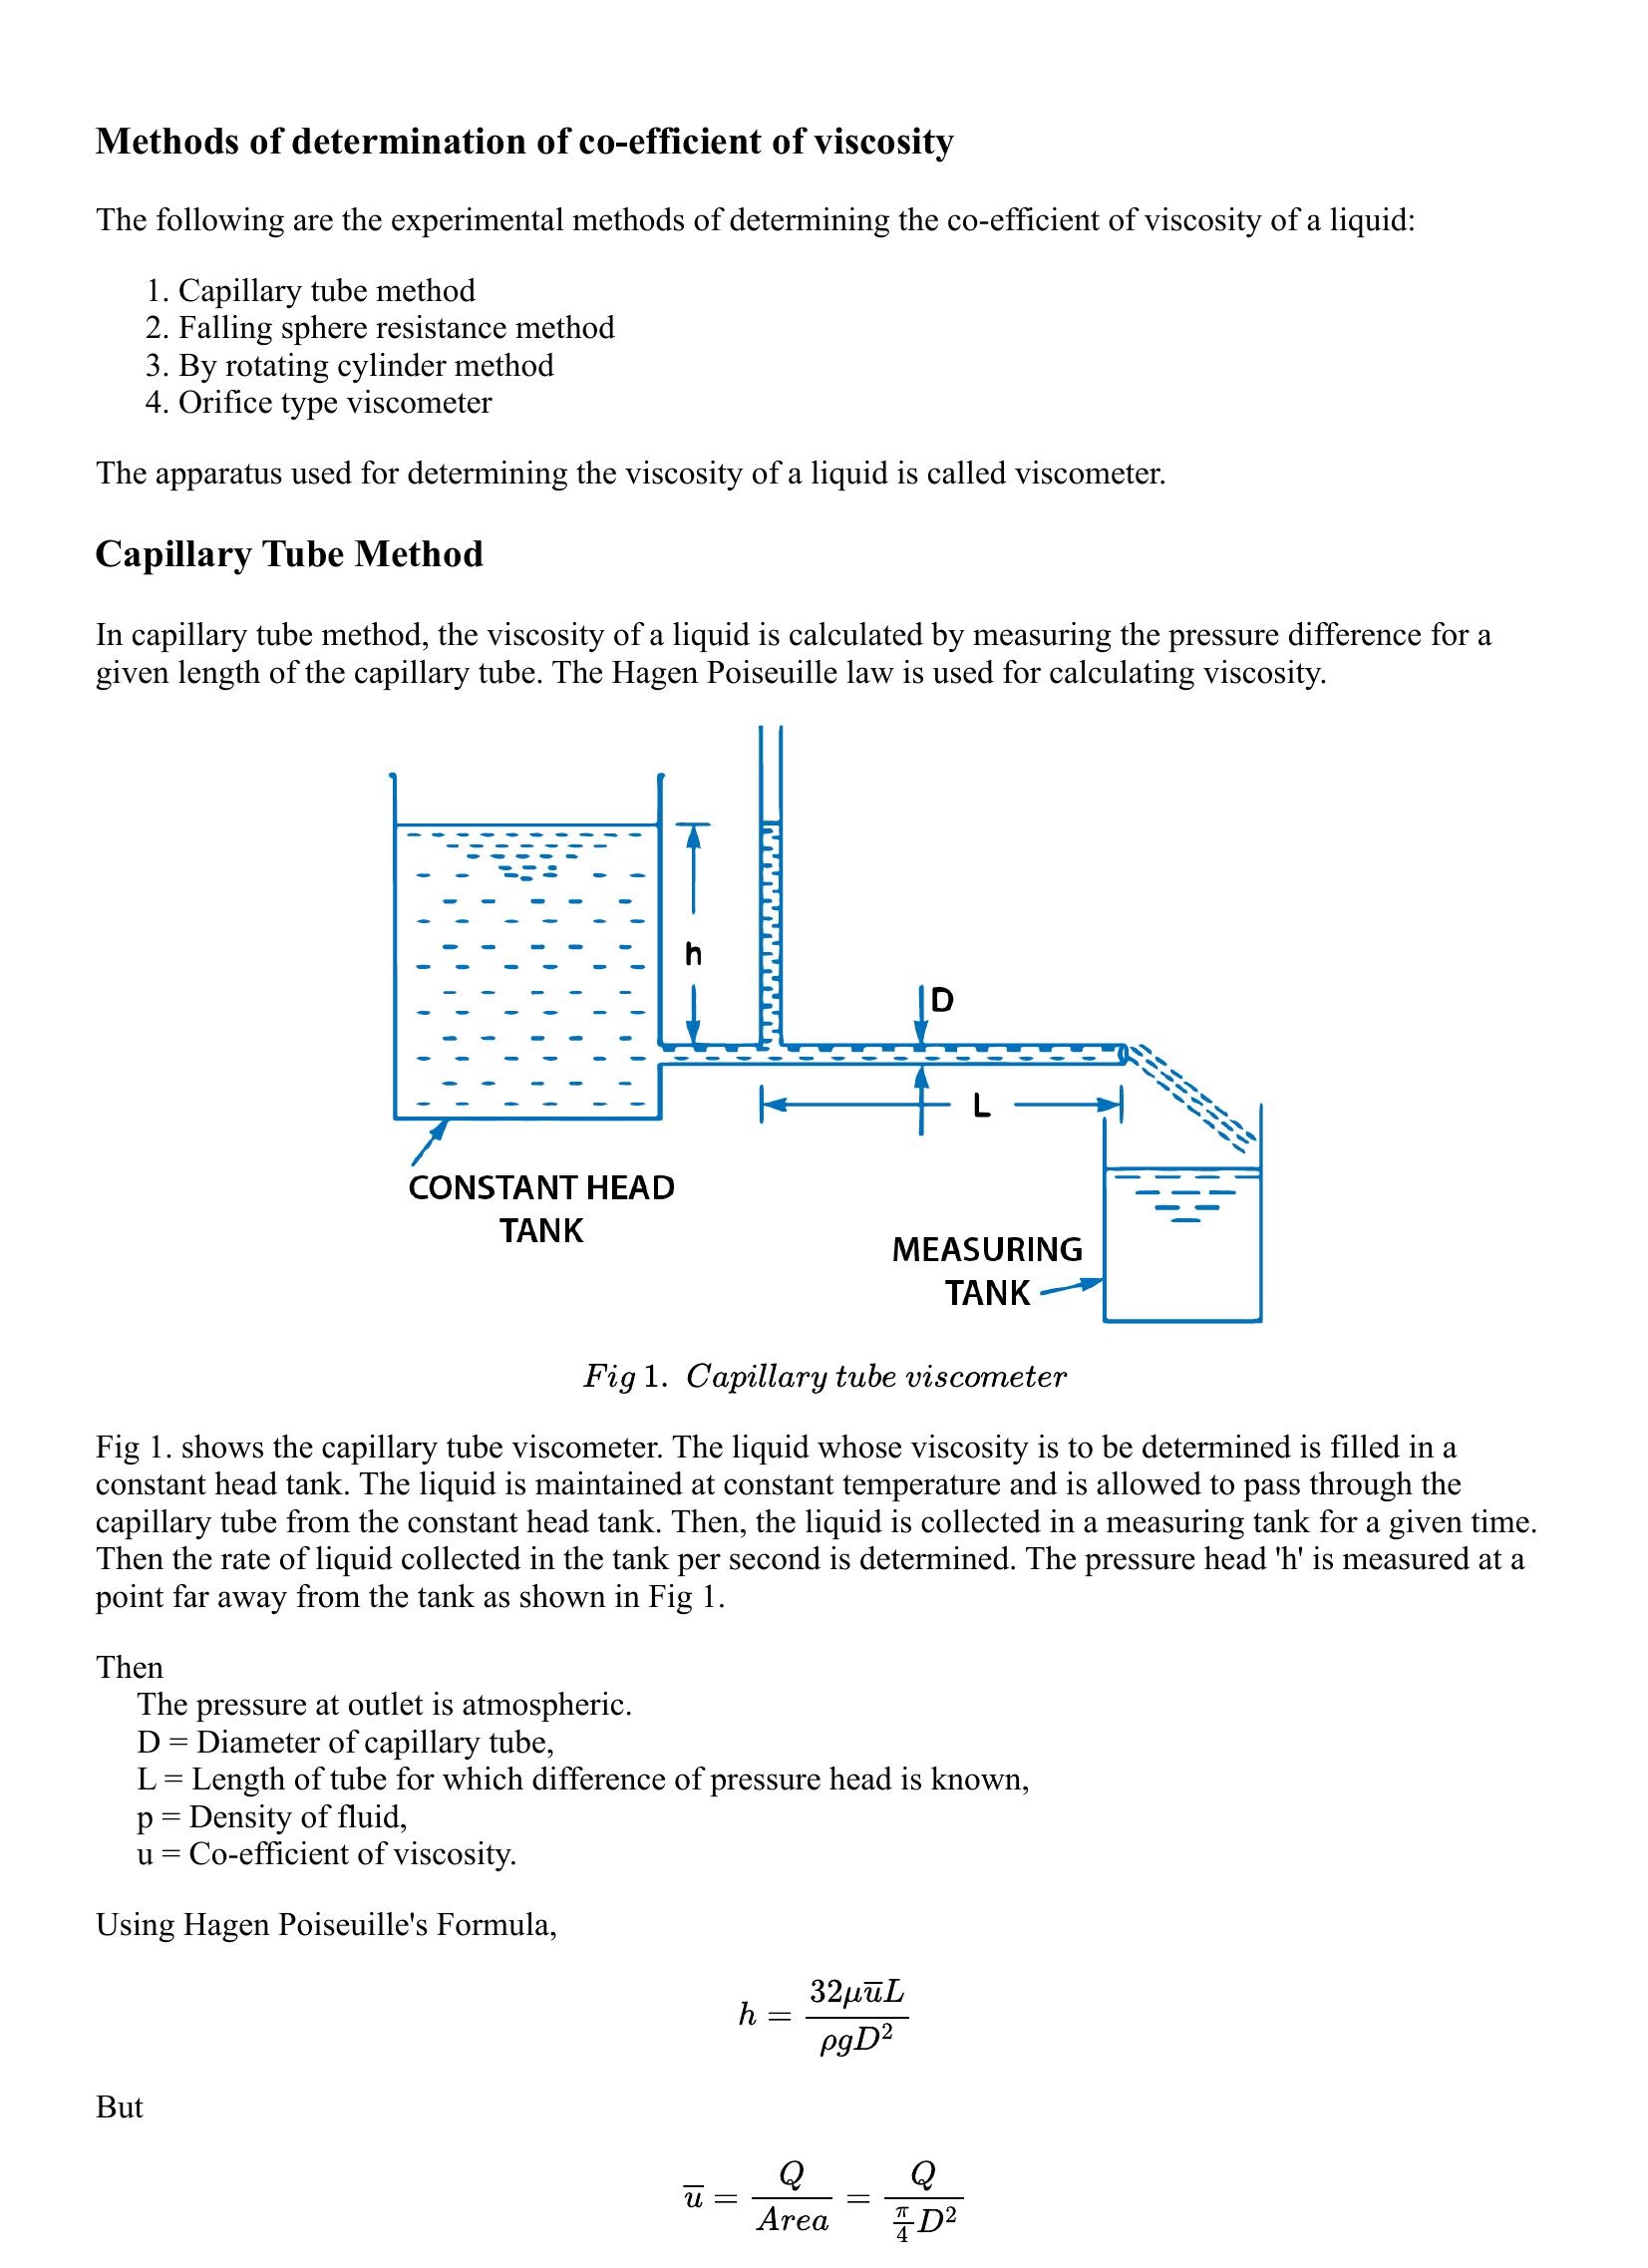 Methods of determination of co-efficient of viscosity
The following are the experimental methods of determining the co-efficient of viscosity of a liquid:
1. Capillary tube method
2. Falling sphere resistance method
3. By rotating cylinder method
4. Orifice type viscometer
The apparatus used for determining the viscosity of a liquid is called viscometer.
Capillary Tube Method
In capillary tube method, the viscosity of a liquid is calculated by measuring the pressure difference for a
given length of the capillary tube. The Hagen Poiseuille law is used for calculating viscosity.
h
D
L
CONSTANT HEAD
TANK
MEASURING
TANK
Fig 1. Capillary tube viscometer
Fig 1. shows the capillary tube viscometer. The liquid whose viscosity is to be determined is filled in a
constant head tank. The liquid is maintained at constant temperature and is allowed to pass through the
capillary tube from the constant head tank. Then, the liquid is collected in a measuring tank for a given time.
Then the rate of liquid collected in the tank per second is determined. The pressure head 'h' is measured at a
point far away from the tank as shown in Fig 1.
Then
The pressure at outlet is atmospheric.
D = Diameter of capillary tube,
L = Length of tube for which difference of pressure head is known,
p = Density of fluid,
u = Co-efficient of viscosity.
Using Hagen Poiseuille's Formula,
h = \frac{32\mu\overline{u}L}{\rho gD^2}
But
\overline{u} = \frac{Q}{Area} = \frac{Q}{\frac{\pi}{4}D^2}